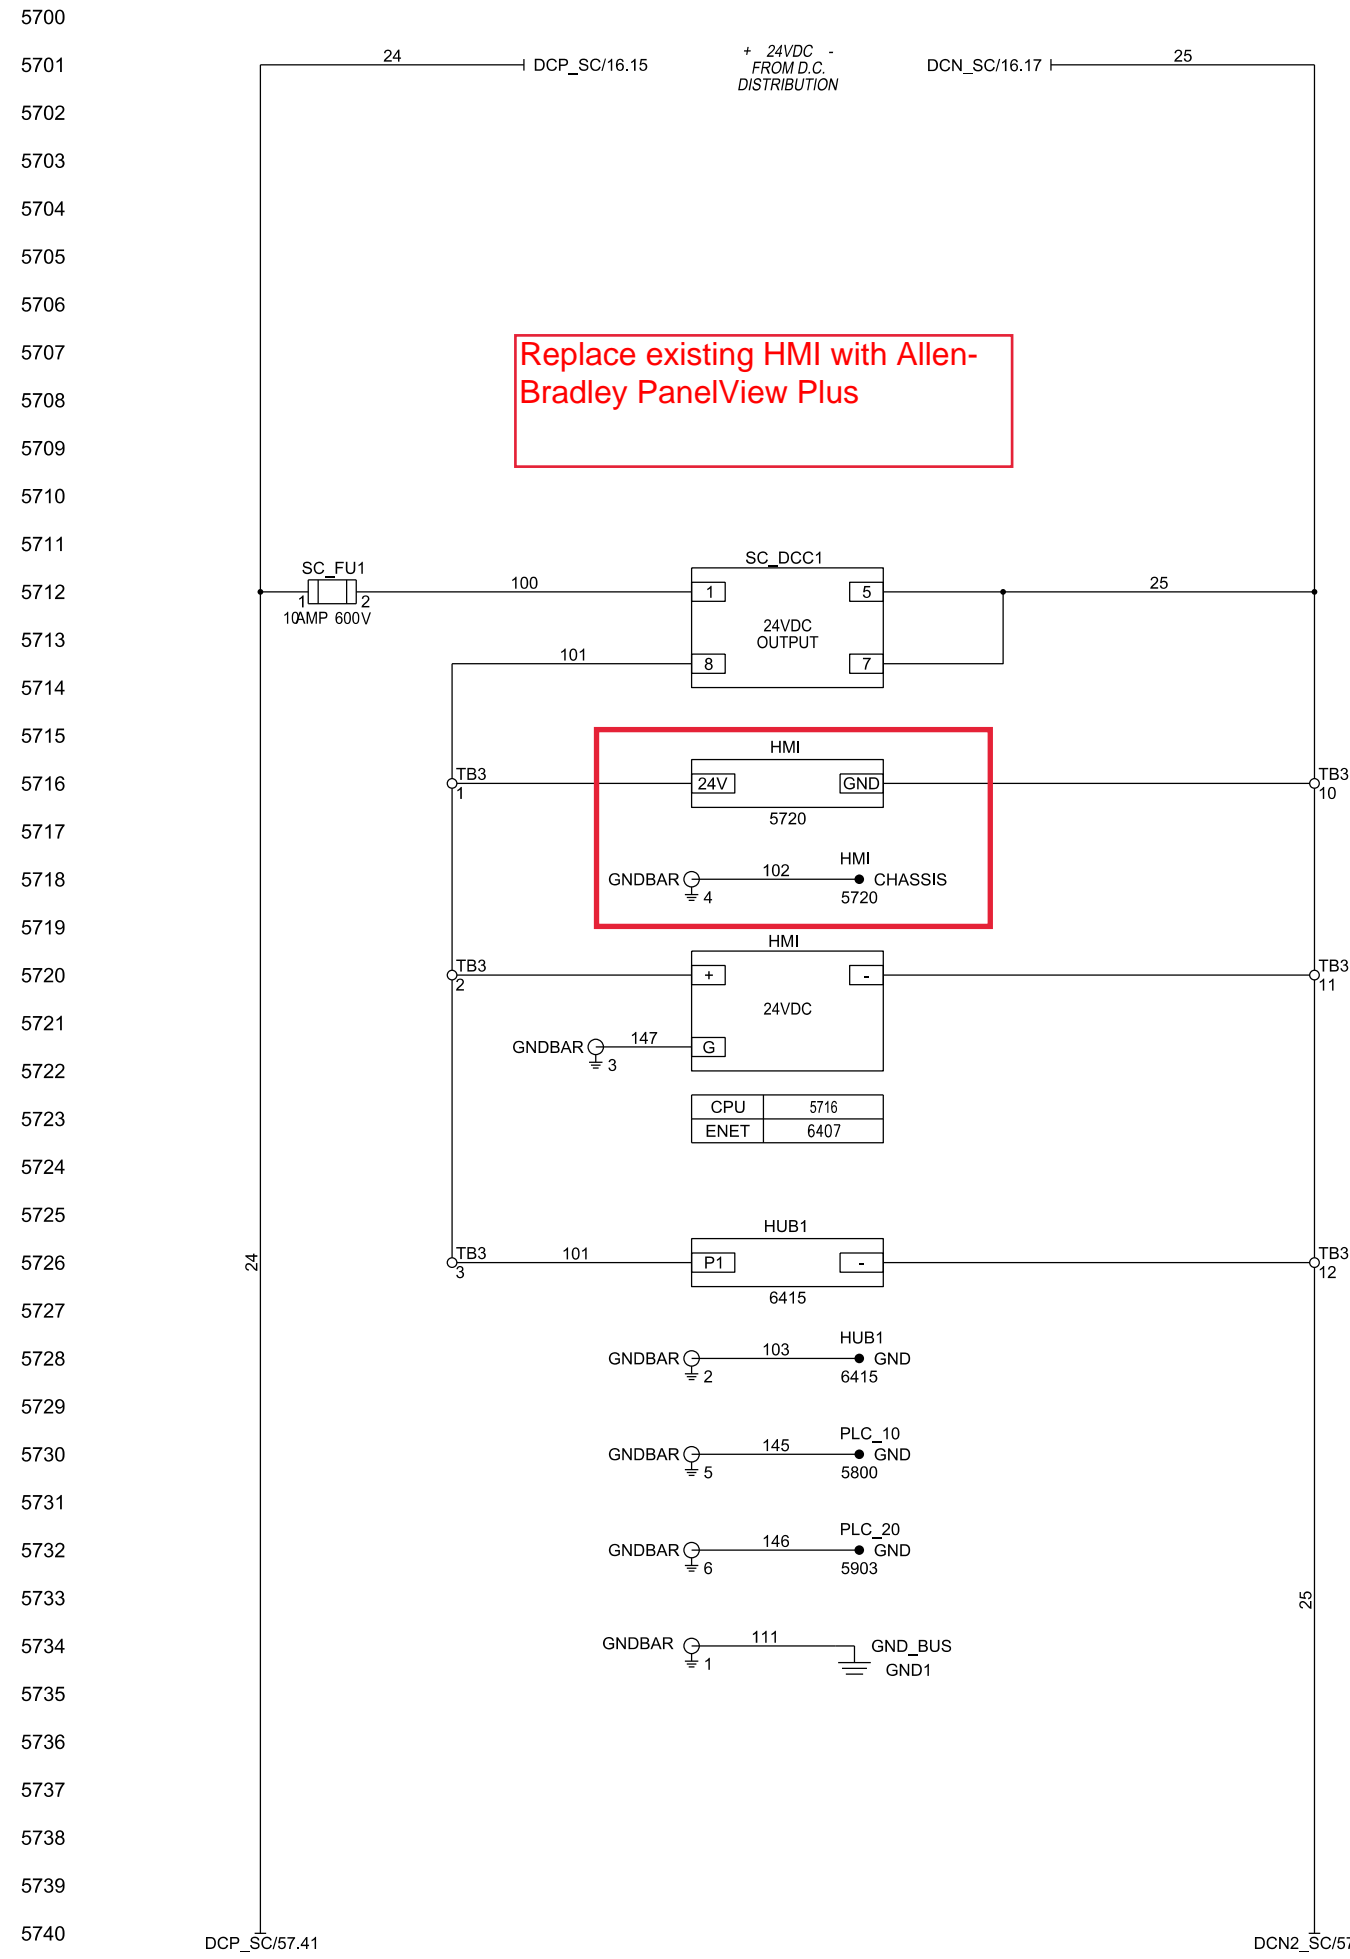 5700
5701 24 DCP_SC/16.15 + 24VDC - DCN_SC/16.17 25
FROM D.C.
DISTRIBUTION
5702
5703
5704
5705
5706
5707 Replace existing HMI with Allen-
5708 Bradley PanelView Plus
5709
5710
5711
SC_FU1 SC_DCC1
5712 1 2 100 1 5 25
10AMP 600V
5713 24VDC
OUTPUT
101 8 7
5714
5715
HMI
5716 TB3 1 24V GND TB3 10
5720
5717
HMI
5718 GNDBAR 4 102 CHASSIS
5720
5719
HMI
5720 TB3 2 + - TB3 11
5721 24VDC
GNDBAR 3 147 G
5722
CPU 5716
5723
ENET 6407
5724
5725
HUB1
5726 24 TB3 3 101 P1 - TB3 12
6415
5727
HUB1
5728 GNDBAR 2 103 GND
6415
5729
PLC_10
5730 GNDBAR 5 145 GND
5800
5731
PLC_20
5732 GNDBAR 6 146 GND
5903
5733 25
5734 GNDBAR 1 111 GND_BUS
GND1
5735
5736
5737
5738
5739
5740
DCP_SC/57.41 DCN2_SC/57